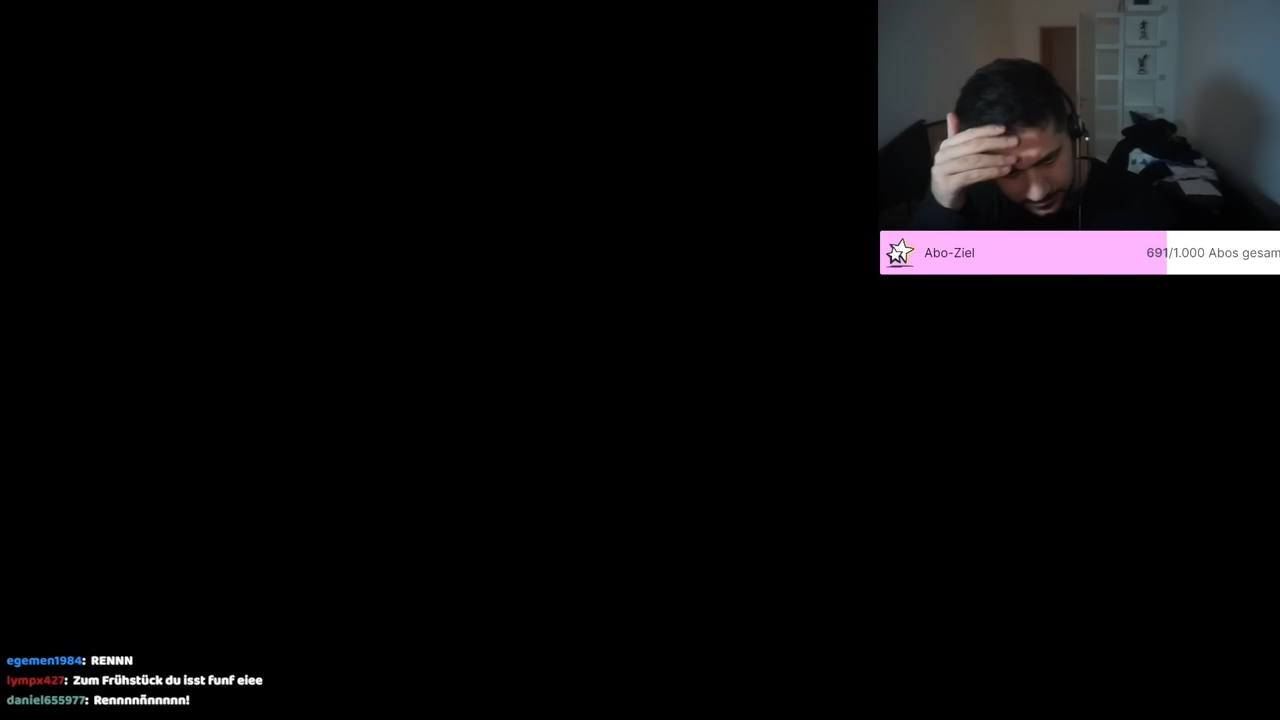 Abo-Ziel 691/1.000 Abos gesam
egemen1984: RENNN
lympx427: Zum Frühstück du isst funf eiee
daniel655977: Rennnnñnnnnn!